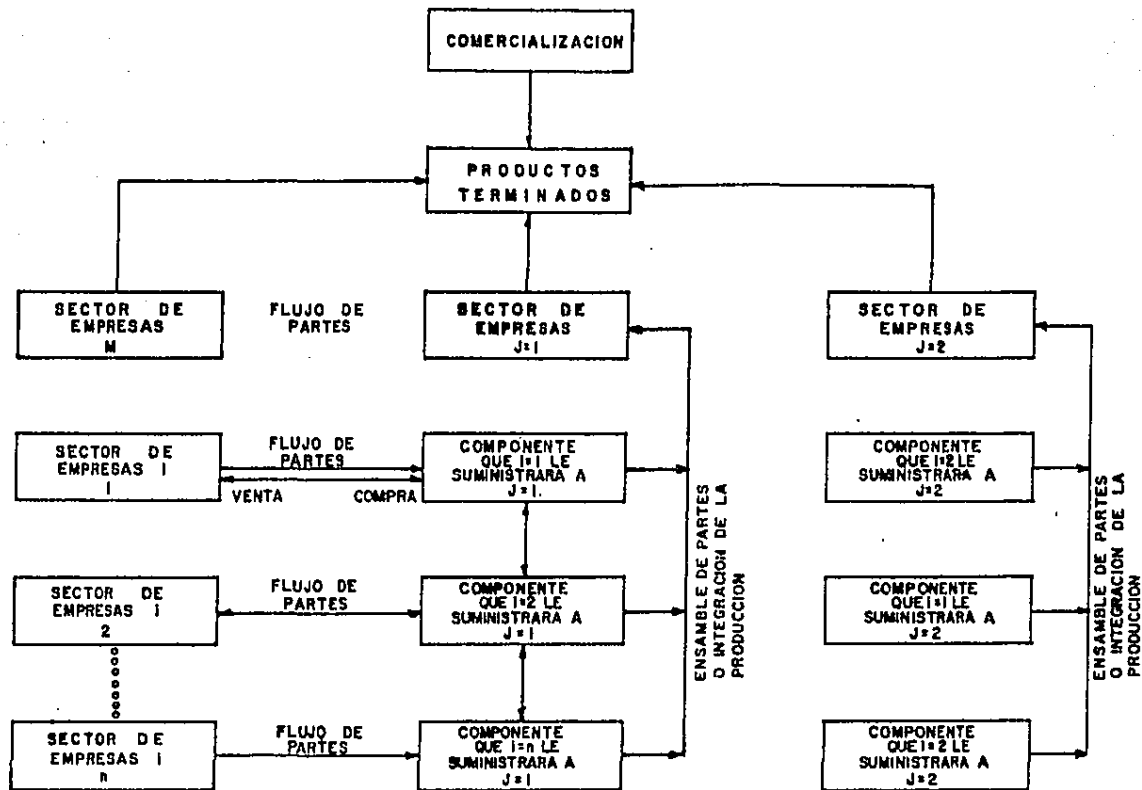 COMERCIALIZACION
PRODUCTOS
TERMINADOS
SECTOR DE
EMPRESAS
M
FLUJO DE
PARTES
SECTOR DE
EMPRESAS
J=1
SECTOR DE
EMPRESAS
J=2
SECTOR DE
EMPRESAS I
I
FLUJO DE
PARTES
VENTA
COMPRA
COMPONENTE
QUE I=1 LE
SUMINISTRARA A
J=1.
COMPONENTE
QUE I=2 LE
SUMINISTRARA A
J=2
SECTOR DE
EMPRESAS i
2
FLUJO DE
PARTES
COMPONENTE
QUE I=2 LE
SUMINISTRARA A
J=1
COMPONENTE
QUE I=1 LE
SUMINISTRARA A
J=2
SECTOR DE
EMPRESAS i
n
FLUJO DE
PARTES
COMPONENTE
QUE i=n LE
SUMINISTRARA A
J=1
COMPONENTE
QUE I=2 LE
SUMINISTRARA A
J=2
ENSAMBLE DE PARTES
O INTEGRACION DE LA
PRODUCCION
ENSAMBLE DE PARTES
O INTEGRACION DE LA
PRODUCCION